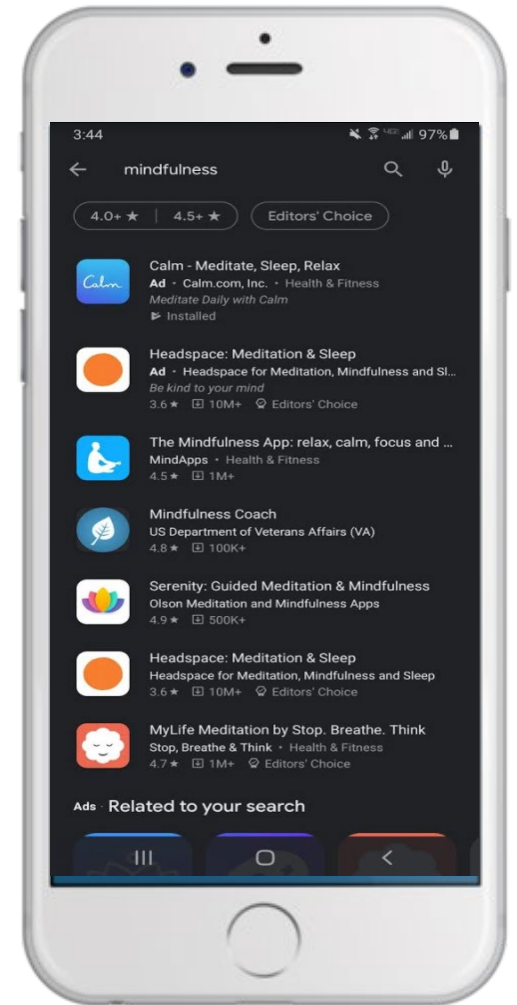 3:44 97%
mindfulness
4.0+ ★ | 4.5+ ★ Editors' Choice
Calm - Meditate, Sleep, Relax
Calm
Ad • Calm.com, Inc. • Health & Fitness
Meditate Daily with Calm
Installed
Headspace: Meditation & Sleep
Ad • Headspace for Meditation, Mindfulness and Sl...
Be kind to your mind
3.6 ★ 10M+ Editors' Choice
The Mindfulness App: relax, calm, focus and ...
MindApps • Health & Fitness
4.5 ★ 1M+
Mindfulness Coach
US Department of Veterans Affairs (VA)
4.8 ★ 100K+
Serenity: Guided Meditation & Mindfulness
Olson Meditation and Mindfulness Apps
4.9 ★ 500K+
Headspace: Meditation & Sleep
Headspace for Meditation, Mindfulness and Sleep
3.6 ★ 10M+ Editors' Choice
MyLife Meditation by Stop. Breathe. Think
Stop, Breathe & Think • Health & Fitness
4.7 ★ 1M+ Editors' Choice
Ads · Related to your search